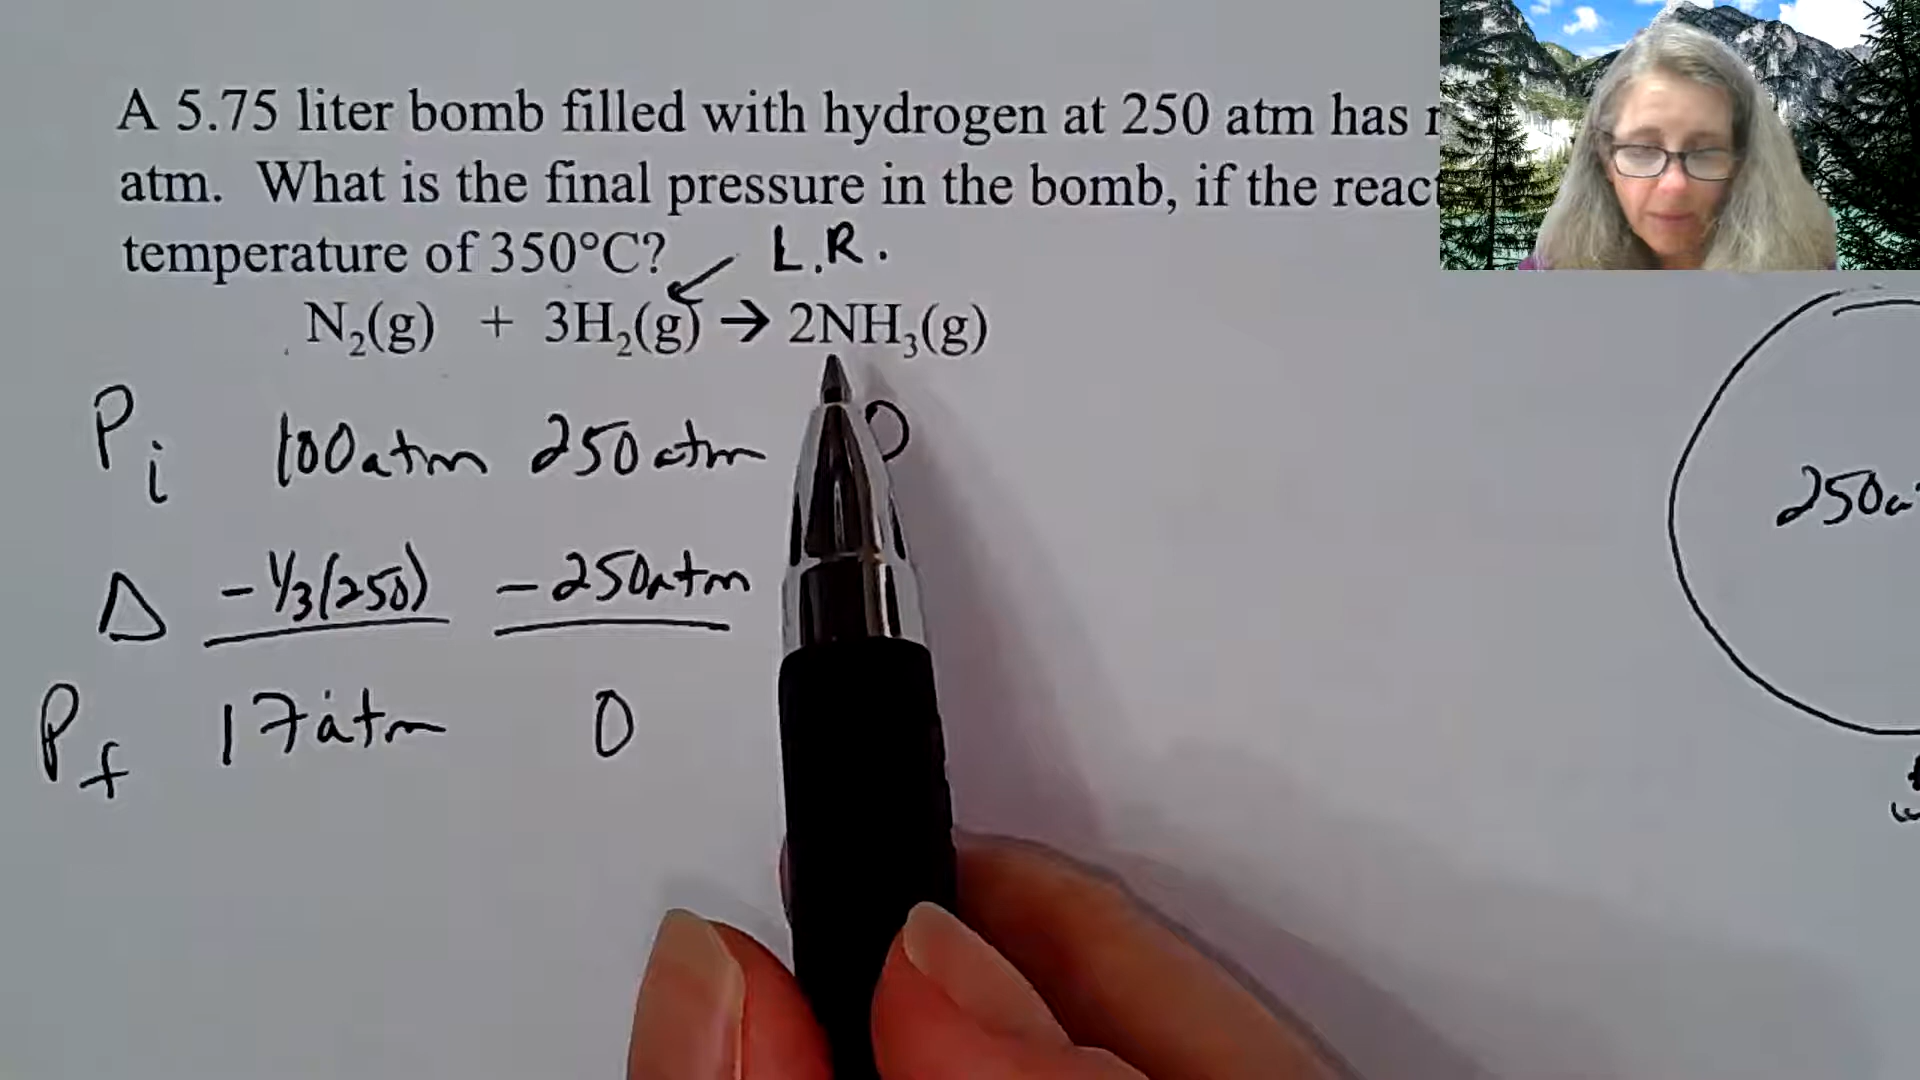 A 5.75 liter bomb filled with hydrogen at 250 atm has
atm. What is the final pressure in the bomb, if the
temperature of 350°C? L.R.
N₂(g) + 3H₂(g) → 2NH₃(g)
Pi 100atm 250atm 0
Δ -1/3(250) -250atm
Pf 17atm 0
250